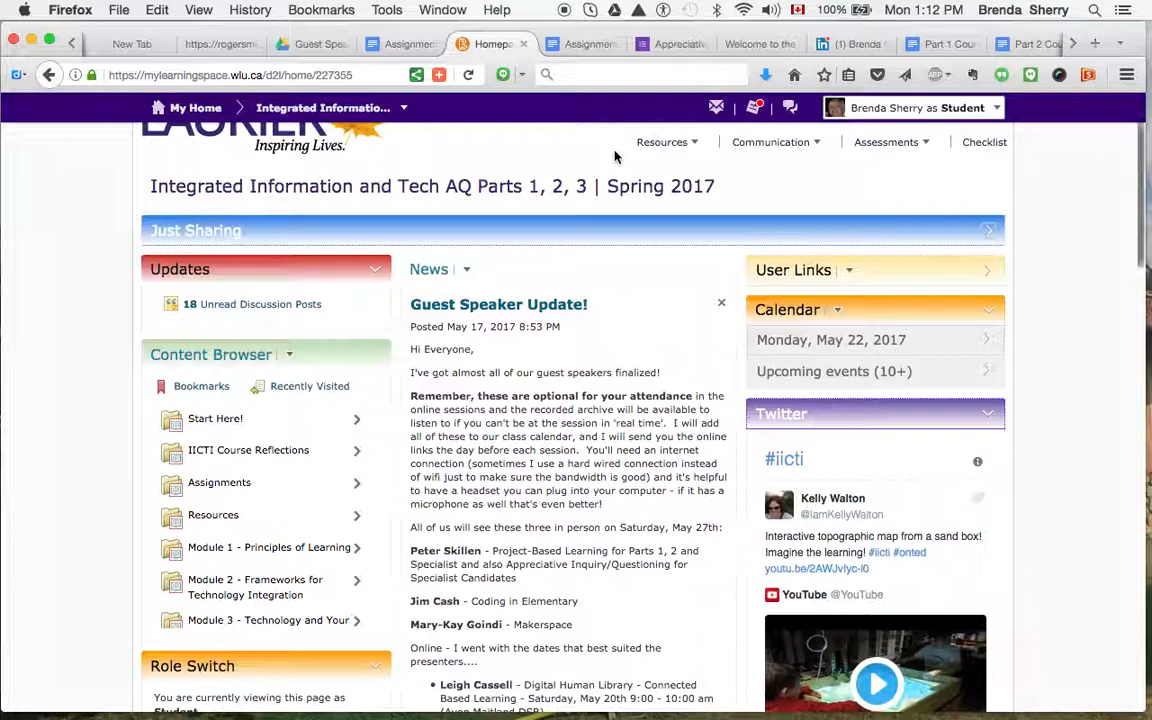 Firefox File Edit View History Bookmarks Tools Window Help 100% Mon 1:12 PM Brenda Sherry
New Tab https://rogersm Guest Spea Assignmen Homepa Assignmen Appreciativ Welcome to the Brenda Part 1 Cour Part 2 Cou
https://mylearningspace.wlu.ca/d2l/home/227355
My Home Integrated Informatio... Brenda Sherry as Student
LAURIER
Inspiring Lives.
Resources Communication Assessments Checklist
Integrated Information and Tech AQ Parts 1, 2, 3 | Spring 2017
Just Sharing
Updates
18 Unread Discussion Posts
Content Browser
Bookmarks Recently Visited
Start Here!
IICTI Course Reflections
Assignments
Resources
Module 1 - Principles of Learning
Module 2 - Frameworks for
Technology Integration
Module 3 - Technology and Your
Role Switch
You are currently viewing this page as
Student
News
Guest Speaker Update!
Posted May 17, 2017 8:53 PM
Hi Everyone,
I've got almost all of our guest speakers finalized!
Remember, these are optional for your attendance in the
online sessions and the recorded archive will be available to
listen to if you can't be at the session in 'real time'. I will add
all of these to our class calendar, and I will send you the online
links the day before each session. You'll need an internet
connection (sometimes I use a hard wired connection instead
of wifi just to make sure the bandwidth is good) and it's helpful
to have a headset you can plug into your computer - if it has a
microphone as well that's even better!
All of us will see these three in person on Saturday, May 27th:
Peter Skillen - Project-Based Learning for Parts 1, 2 and
Specialist and also Appreciative Inquiry/Questioning for
Specialist Candidates
Jim Cash - Coding in Elementary
Mary-Kay Goindi - Makerspace
Online - I went with the dates that best suited the
presenters....
Leigh Cassell - Digital Human Library - Connected
Based Learning - Saturday, May 20th 9:00 - 10:00 am
(Avon Maitland DSB)
User Links
Calendar
Monday, May 22, 2017
Upcoming events (10+)
Twitter
#iicti
Kelly Walton
@IamKellyWalton
Interactive topographic map from a sand box!
Imagine the learning! #iicti #onted
youtu.be/2AWJvlyc-l0
YouTube @YouTube